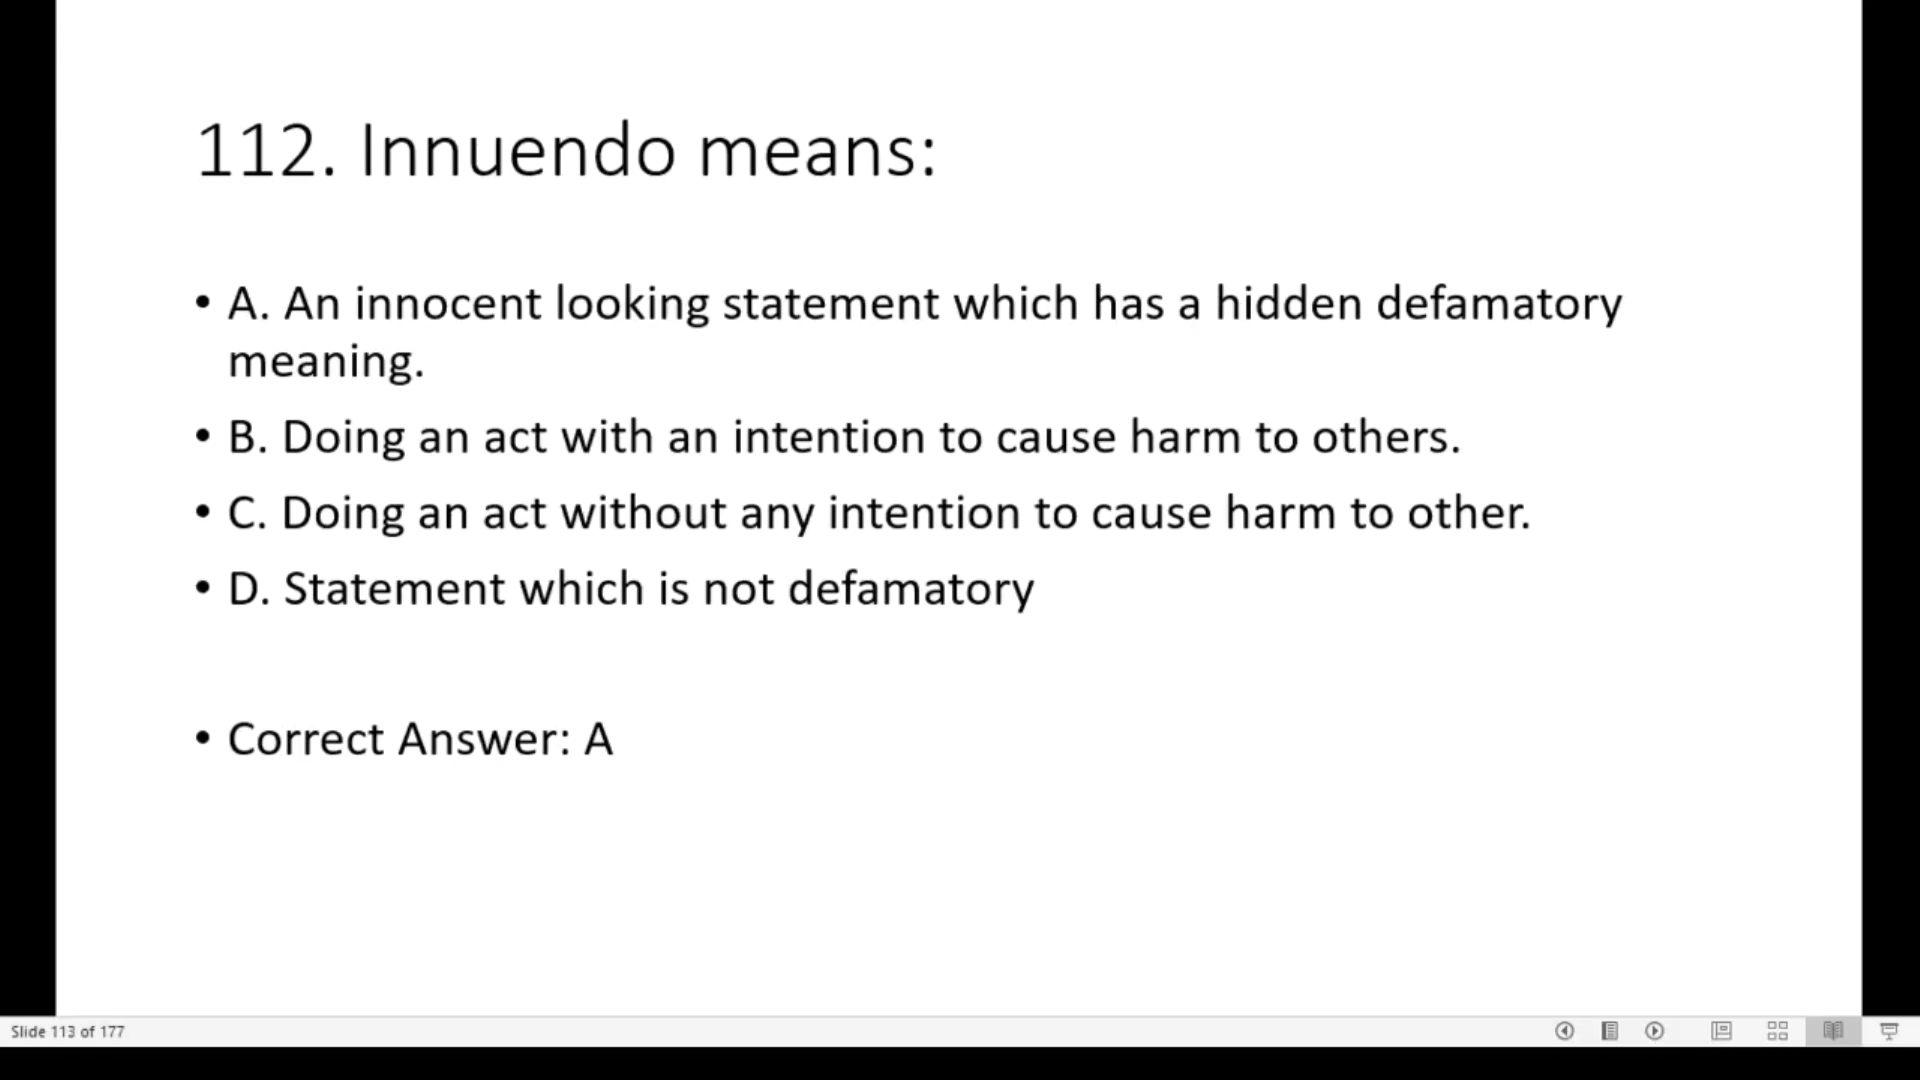 112. Innuendo means:
• A. An innocent looking statement which has a hidden defamatory
meaning.
• B. Doing an act with an intention to cause harm to others.
• C. Doing an act without any intention to cause harm to other.
• D. Statement which is not defamatory
• Correct Answer: A
Slide 113 of 177